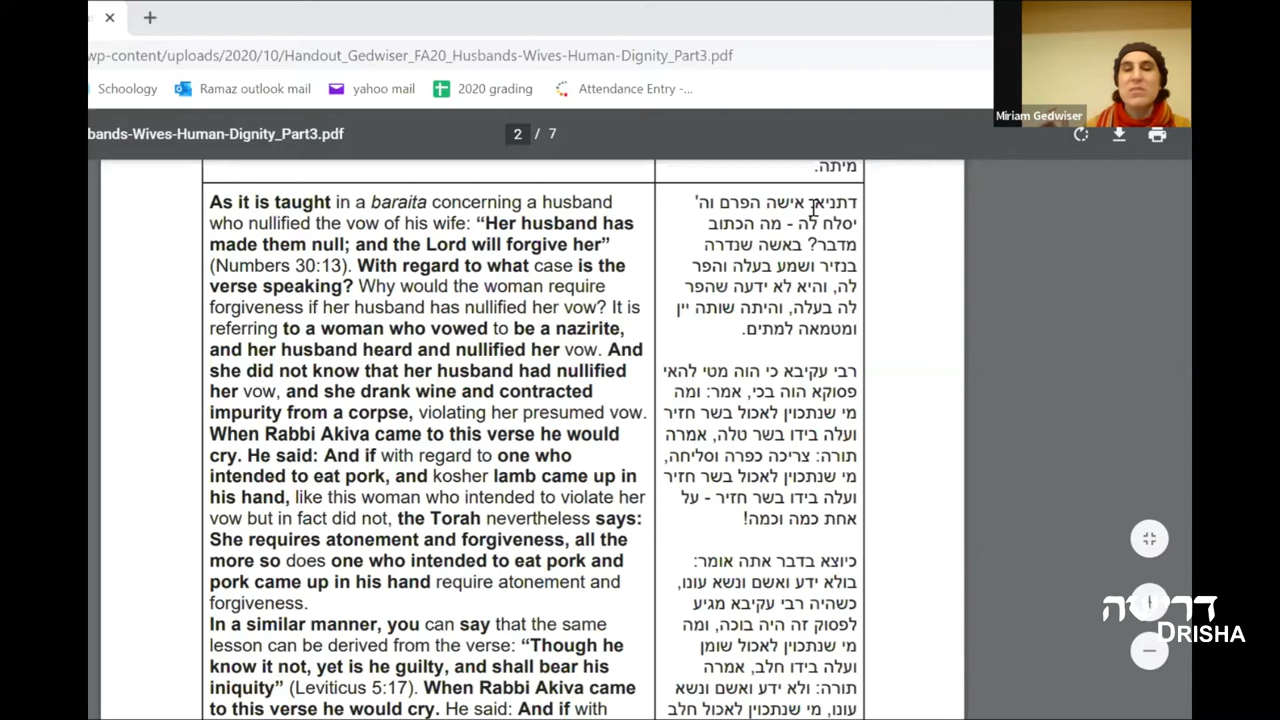 wp-content/uploads/2020/10/Handout_Gedwiser_FA20_Husbands-Wives-Human-Dignity_Part3.pdf
Schoology
Ramaz outlook mail
yahoo mail
2020 grading
Attendance Entry -...
Miriam Gedwiser
bands-Wives-Human-Dignity_Part3.pdf
2 / 7
As it is taught in a baraita concerning a husband
who nullified the vow of his wife: “Her husband has
made them null; and the Lord will forgive her”
(Numbers 30:13). With regard to what case is the
verse speaking? Why would the woman require
forgiveness if her husband has nullified her vow? It is
referring to a woman who vowed to be a nazirite,
and her husband heard and nullified her vow. And
she did not know that her husband had nullified
her vow, and she drank wine and contracted
impurity from a corpse, violating her presumed vow.
When Rabbi Akiva came to this verse he would
cry. He said: And if with regard to one who
intended to eat pork, and kosher lamb came up in
his hand, like this woman who intended to violate her
vow but in fact did not, the Torah nevertheless says:
She requires atonement and forgiveness, all the
more so does one who intended to eat pork and
pork came up in his hand require atonement and
forgiveness.
In a similar manner, you can say that the same
lesson can be derived from the verse: “Though he
know it not, yet is he guilty, and shall bear his
iniquity” (Leviticus 5:17). When Rabbi Akiva came
to this verse he would cry. He said: And if with
מיתה.
דתניא: אישה הפרם וה'
יסלח לה - מה הכתוב
מדבר? באשה שנדרה
בנזיר ושמע בעלה והפר
לה, והיא לא ידעה שהפר
לה בעלה, והיתה שותה יין
ומטמאה למתים.
רבי עקיבא כי הוה מטי להאי
פסוקא הוה בכי, אמר: ומה
מי שנתכוין לאכול בשר חזיר
ועלה בידו בשר טלה, אמרה
תורה: צריכה כפרה וסליחה,
מי שנתכוין לאכול בשר חזיר
ועלה בידו בשר חזיר - על
אחת כמה וכמה!
כיוצא בדבר אתה אומר:
בולא ידע ואשם ונשא עונו,
כשהיה רבי עקיבא מגיע
לפסוק זה היה בוכה, ומה
מי שנתכוין לאכול שומן
ועלה בידו חלב, אמרה
תורה: ולא ידע ואשם ונשא
עונו, מי שנתכוין לאכול חלב
דרישה
DRISHA